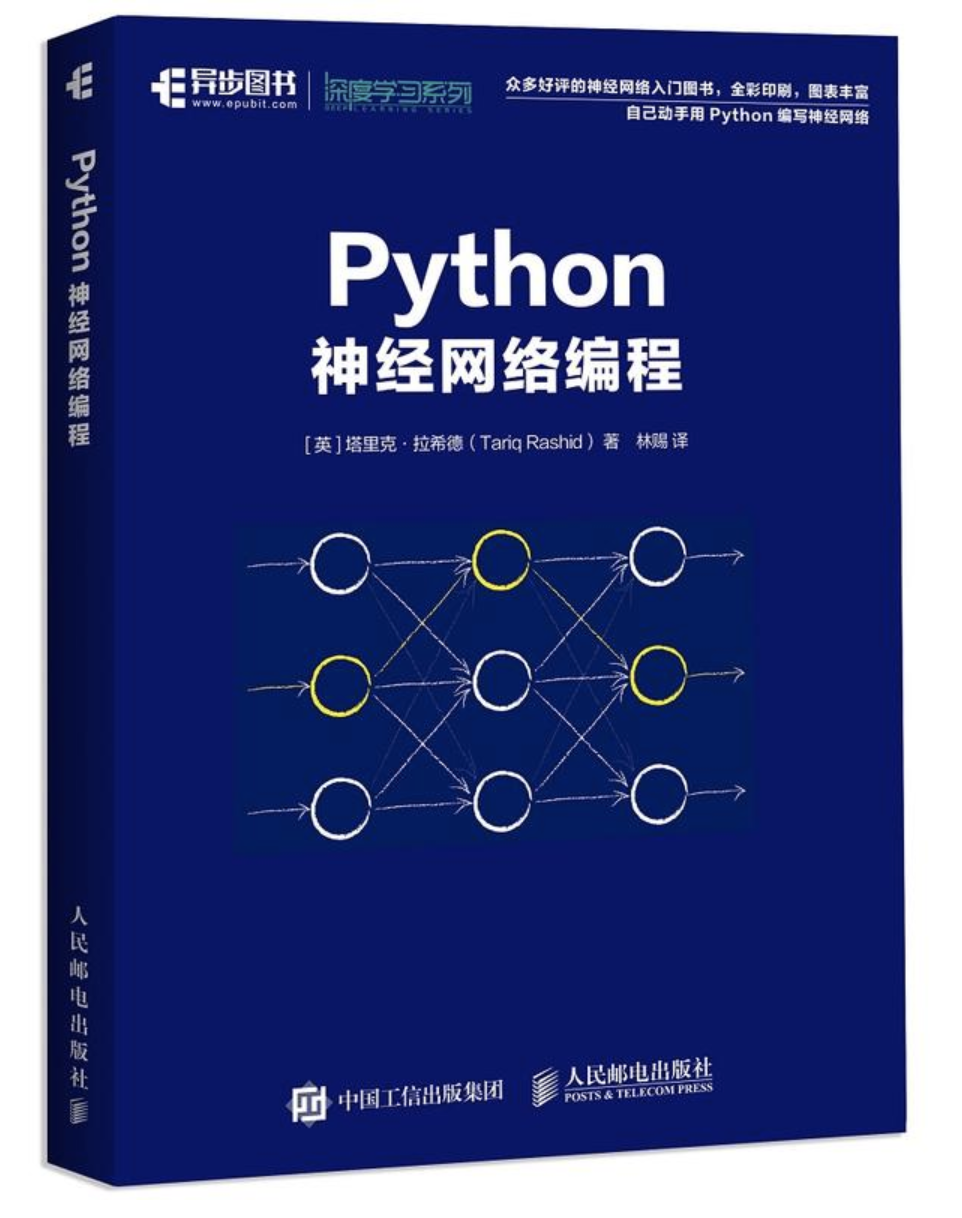 异步图书
www.epubit.com
深度学习系列
DEEP LEARNING SERIES
众多好评的神经网络入门图书，全彩印刷，图表丰富
自己动手用 Python 编写神经网络
Python
神经网络编程
[ 英 ] 塔里克·拉希德（Tariq Rashid）著 林赐 译
中国工信出版集团
人民邮电出版社
POSTS & TELECOM PRESS
Python 神经网络编程
人民邮电出版社